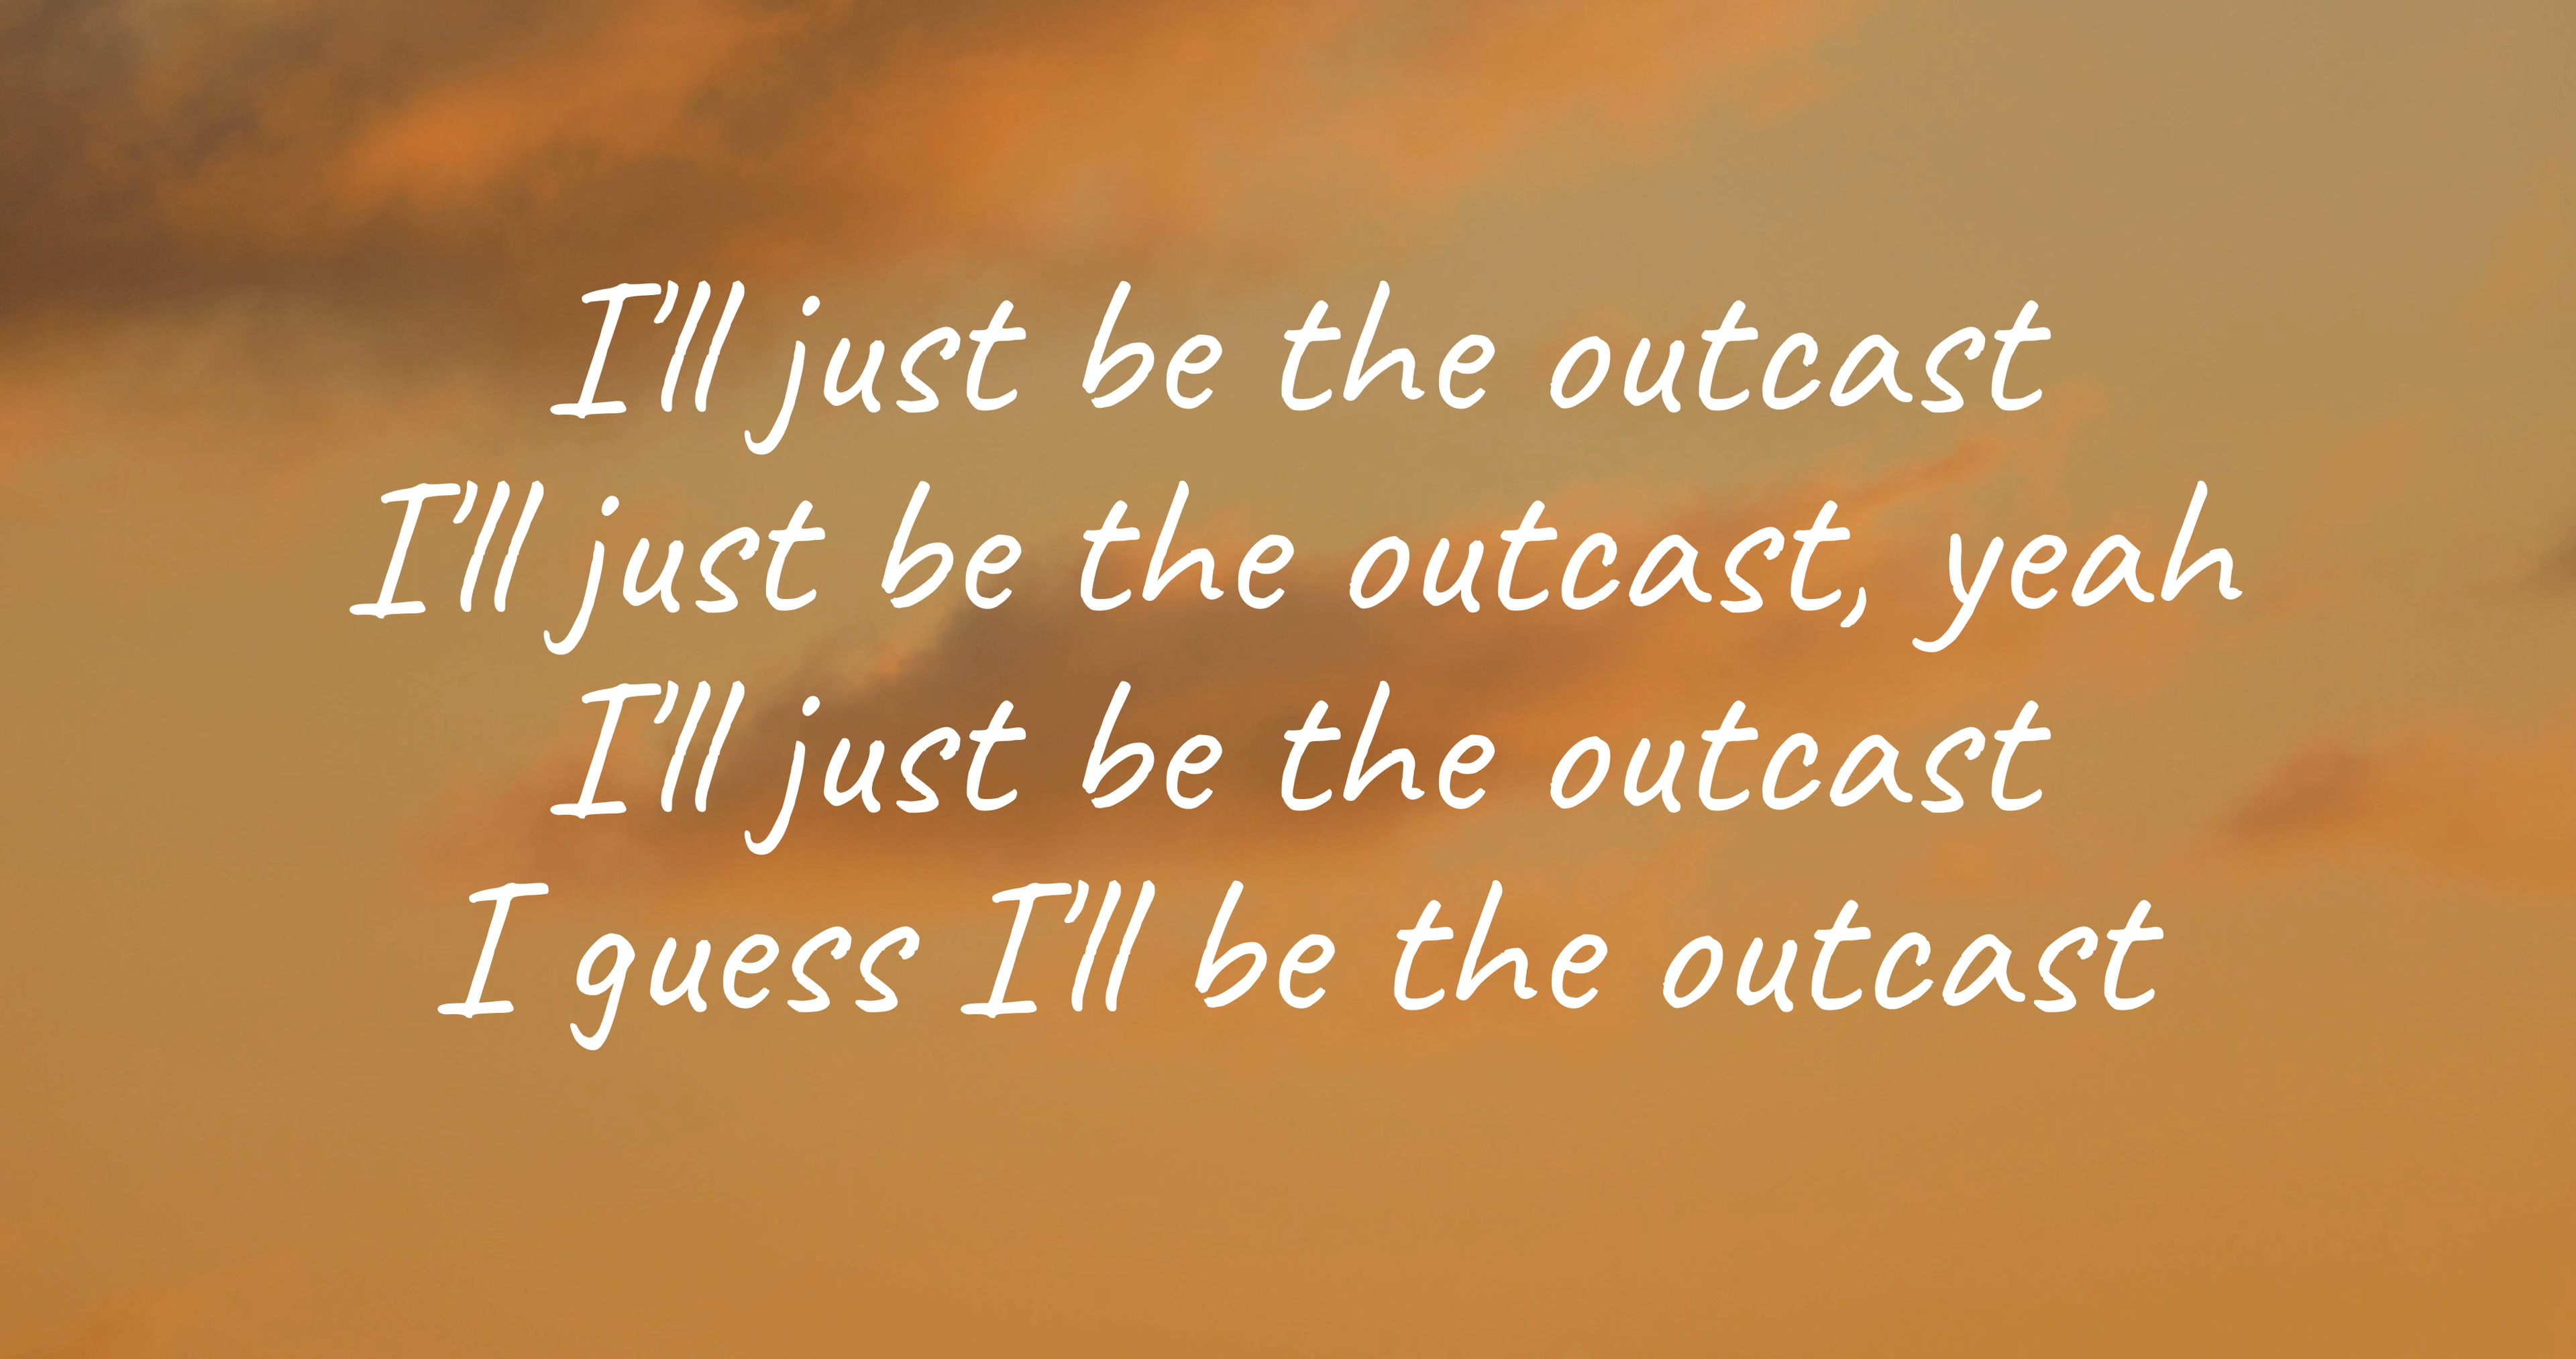 I'll just be the outcast
I'll just be the outcast, yeah
I'll just be the outcast
I guess I'll be the outcast